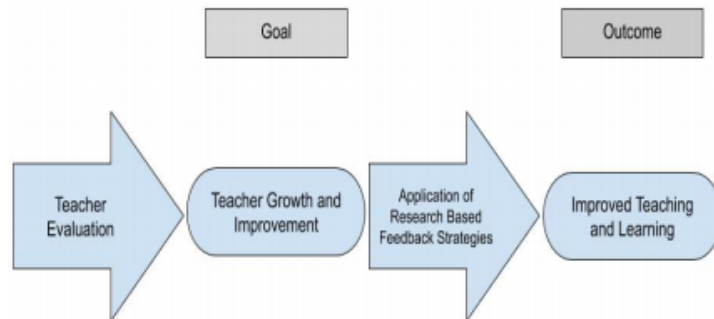 Goal
Outcome
Teacher
Evaluation
Teacher Growth and
Improvement
Application of
Research Based
Feedback Strategies
Improved Teaching
and Learning